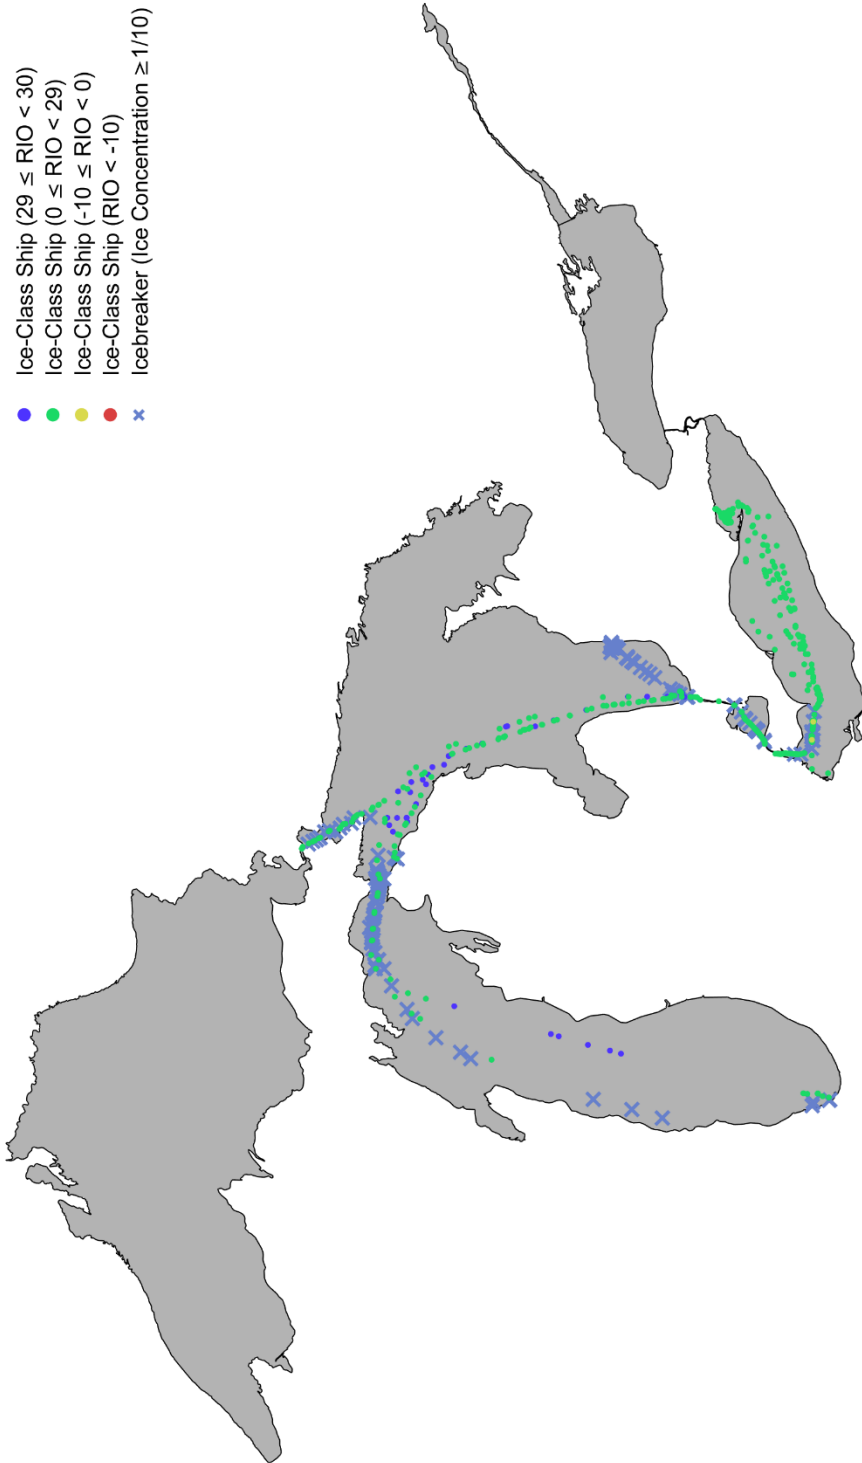 Ice-Class Ship (29 ≤ RIO < 30)
Ice-Class Ship (0 ≤ RIO < 29)
Ice-Class Ship (-10 ≤ RIO < 0)
Ice-Class Ship (RIO < -10)
Icebreaker (Ice Concentration ≥ 1/10)